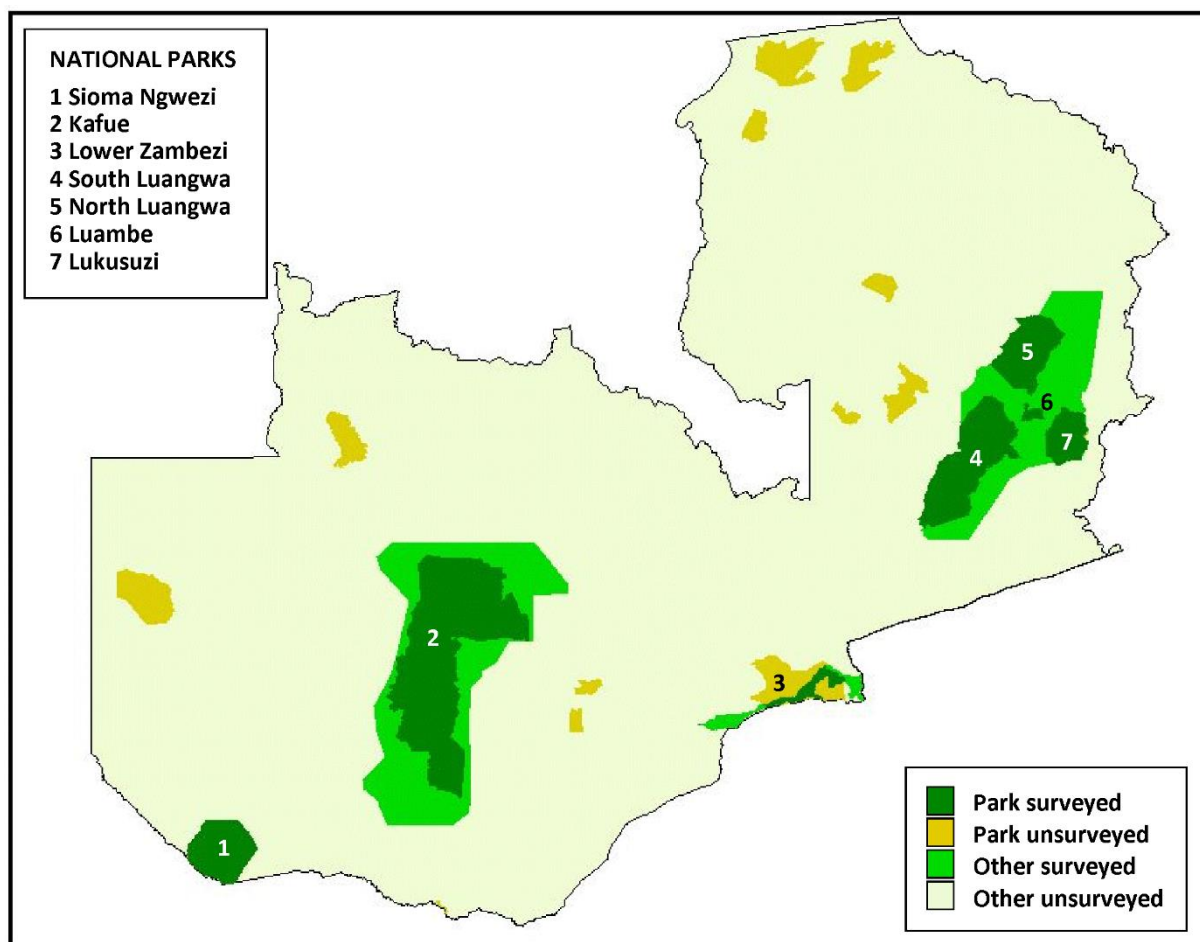 NATIONAL PARKS
1 Sioma Ngwezi
2 Kafue
3 Lower Zambezi
4 South Luangwa
5 North Luangwa
6 Luambe
7 Lukusuzi
5
6
7
4
2
3
1
Park surveyed
Park unsurveyed
Other surveyed
Other unsurveyed